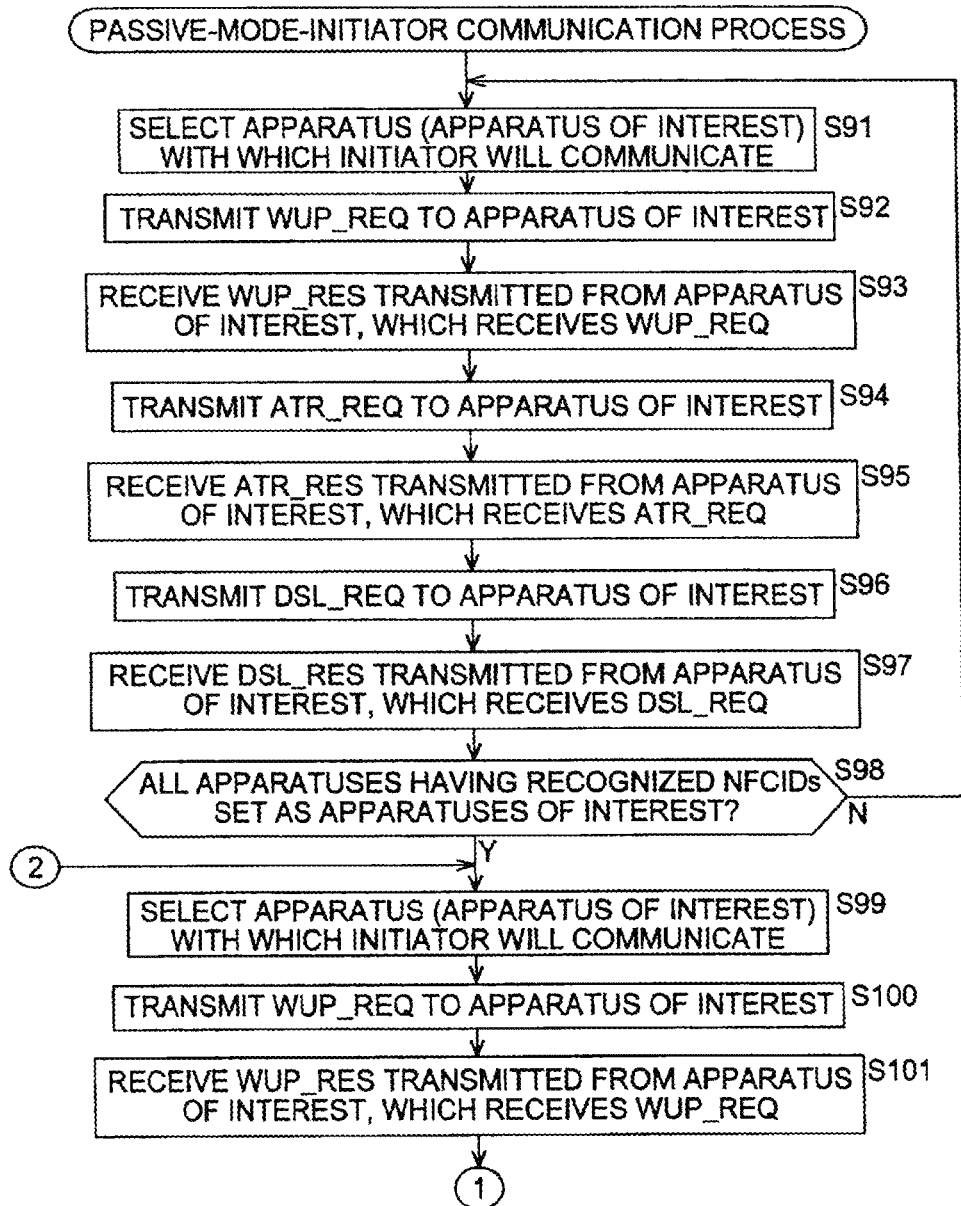 PASSIVE-MODE-INITIATOR COMMUNICATION PROCESS
SELECT APPARATUS (APPARATUS OF INTEREST)
WITH WHICH INITIATOR WILL COMMUNICATE
S91
TRANSMIT WUP_REQ TO APPARATUS OF INTEREST
S92
RECEIVE WUP_RES TRANSMITTED FROM APPARATUS
OF INTEREST, WHICH RECEIVES WUP_REQ
S93
TRANSMIT ATR_REQ TO APPARATUS OF INTEREST
S94
RECEIVE ATR_RES TRANSMITTED FROM APPARATUS
OF INTEREST, WHICH RECEIVES ATR_REQ
S95
TRANSMIT DSL_REQ TO APPARATUS OF INTEREST
S96
RECEIVE DSL_RES TRANSMITTED FROM APPARATUS
OF INTEREST, WHICH RECEIVES DSL_REQ
S97
ALL APPARATUSES HAVING RECOGNIZED NFCIDs
SET AS APPARATUSES OF INTEREST?
S98
N
Y
2
SELECT APPARATUS (APPARATUS OF INTEREST)
WITH WHICH INITIATOR WILL COMMUNICATE
S99
TRANSMIT WUP_REQ TO APPARATUS OF INTEREST
S100
RECEIVE WUP_RES TRANSMITTED FROM APPARATUS
OF INTEREST, WHICH RECEIVES WUP_REQ
S101
1